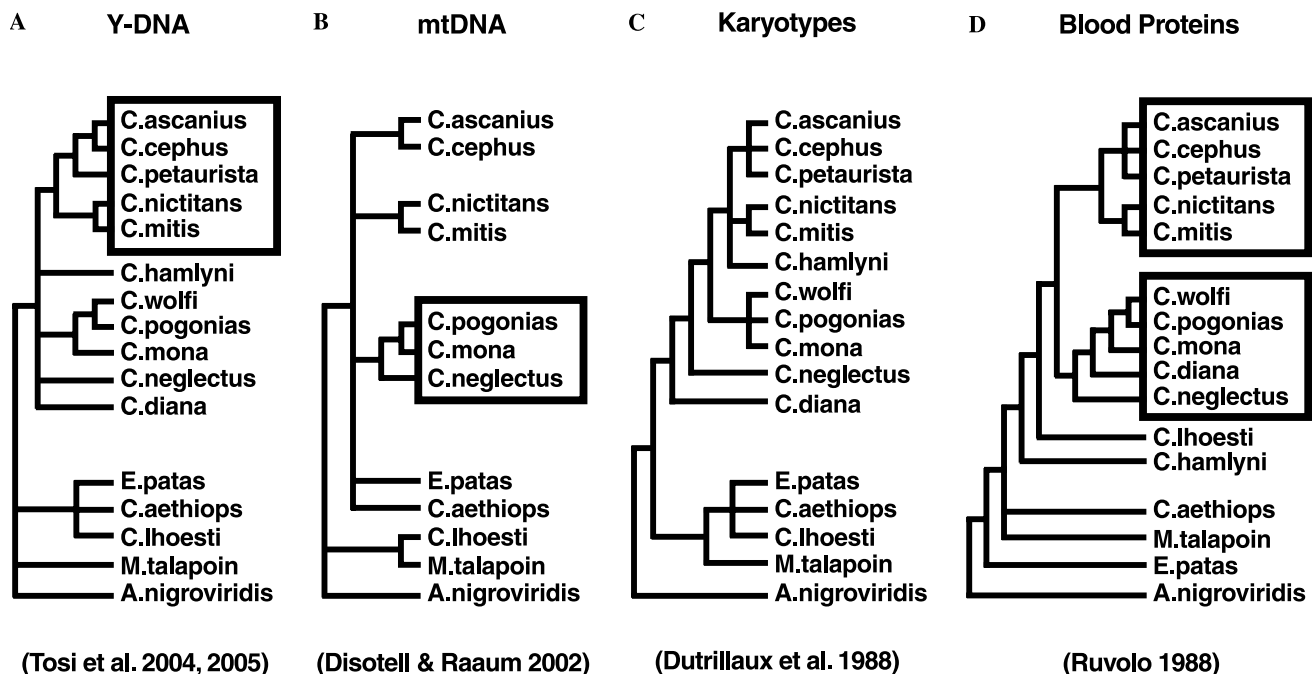 A Y-DNA
C.ascanius
C.cephus
C.petaurista
C.nictitans
C.mitis
C.hamlyni
C.wolfi
C.pogonias
C.mona
C.neglectus
C.diana
E.patas
C.aethiops
C.lhoesti
M.talapoin
A.nigroviridis
(Tosi et al. 2004, 2005)
B mtDNA
C.ascanius
C.cephus
C.nictitans
C.mitis
C.pogonias
C.mona
C.neglectus
E.patas
C.aethiops
C.lhoesti
M.talapoin
A.nigroviridis
(Disotell & Raaum 2002)
C Karyotypes
C.ascanius
C.cephus
C.petaurista
C.nictitans
C.mitis
C.hamlyni
C.wolfi
C.pogonias
C.mona
C.neglectus
C.diana
E.patas
C.aethiops
C.lhoesti
M.talapoin
A.nigroviridis
(Dutrillaux et al. 1988)
D Blood Proteins
C.ascanius
C.cephus
C.petaurista
C.nictitans
C.mitis
C.wolfi
C.pogonias
C.mona
C.diana
C.neglectus
C.lhoesti
C.hamlyni
C.aethiops
M.talapoin
E.patas
A.nigroviridis
(Ruvolo 1988)